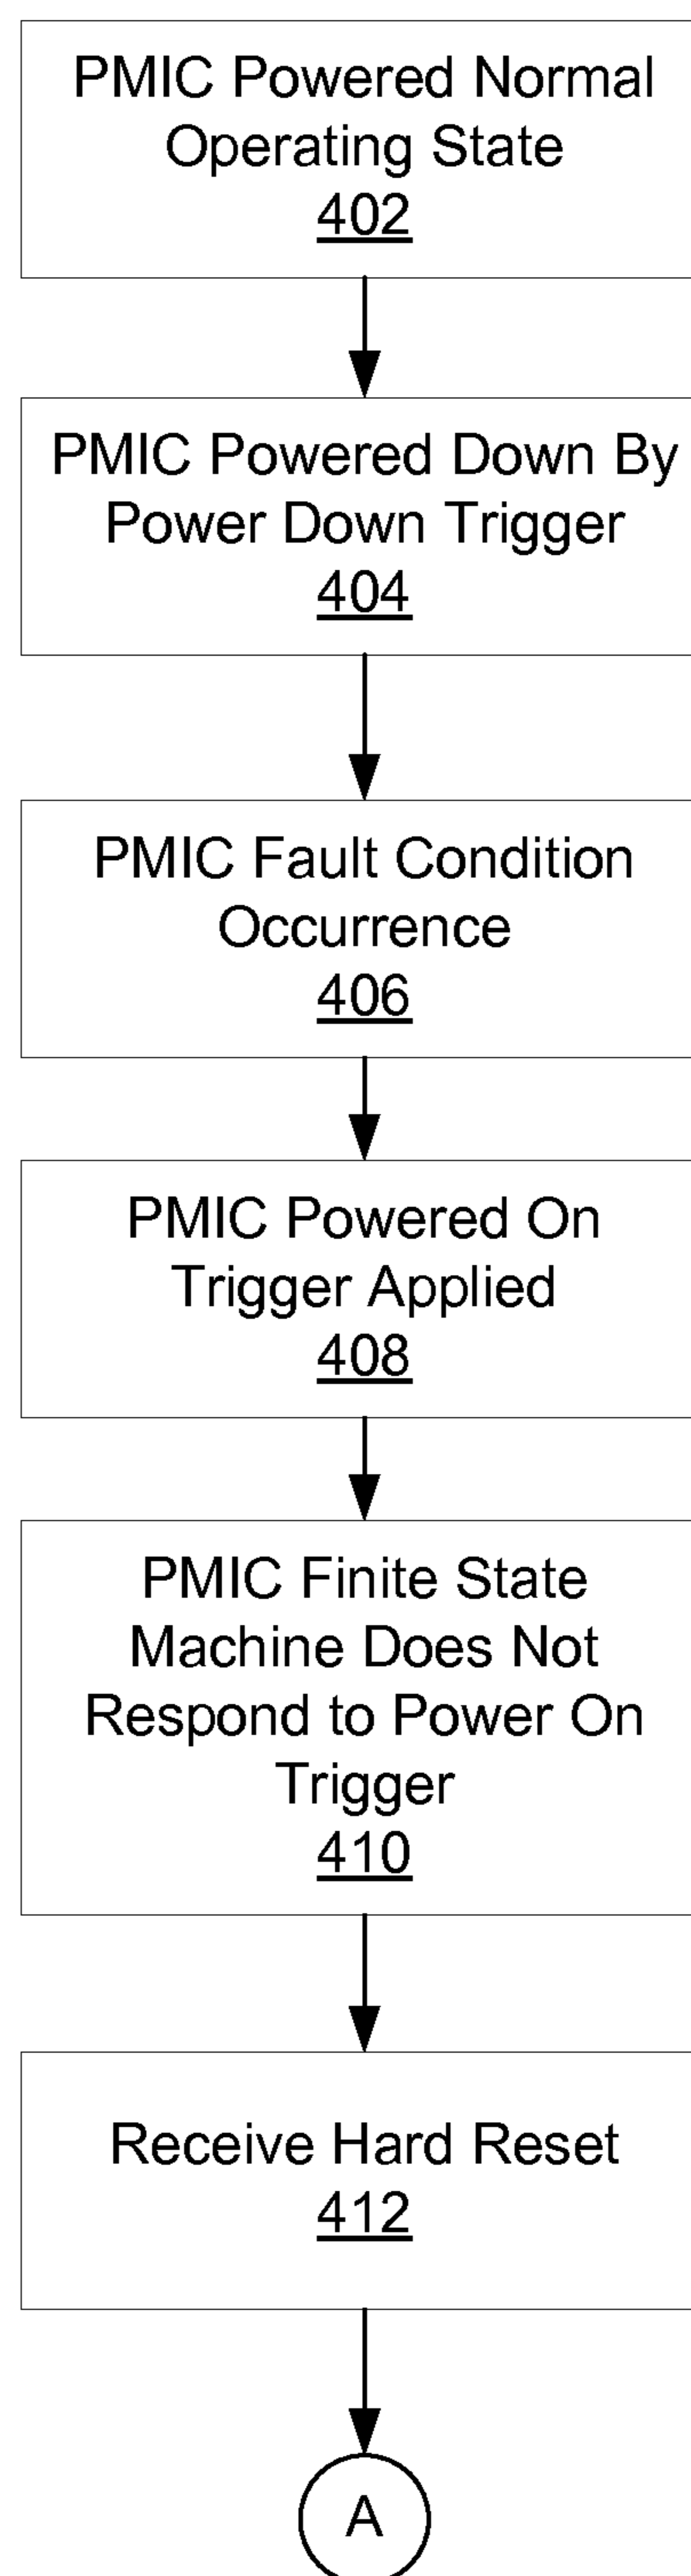 PMIC Powered Normal
Operating State
402
PMIC Powered Down By
Power Down Trigger
404
PMIC Fault Condition
Occurrence
406
PMIC Powered On
Trigger Applied
408
PMIC Finite State
Machine Does Not
Respond to Power On
Trigger
410
Receive Hard Reset
412
A